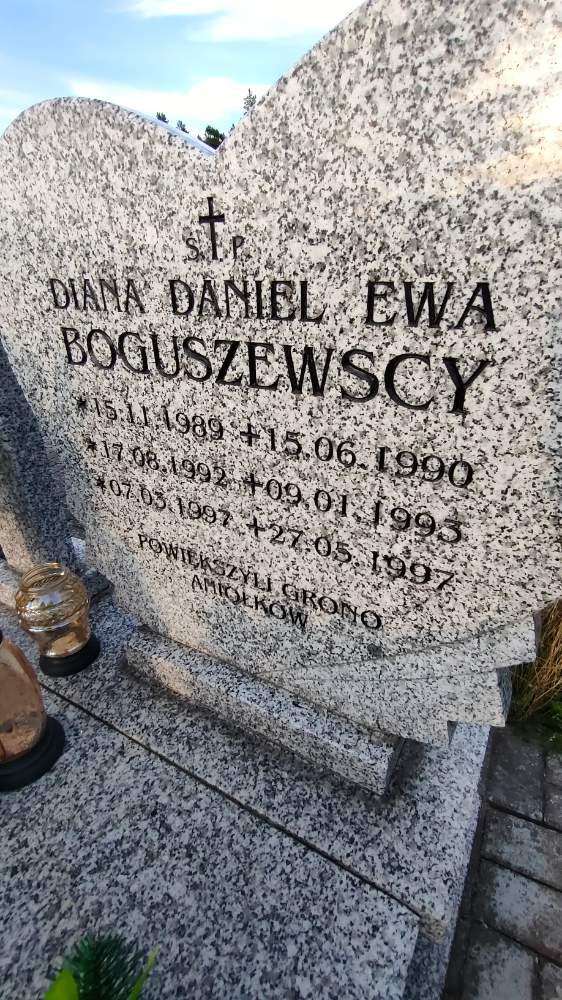 S P
DIANA DANIEL EWA
BOGUSZEWSCY
*15.11.1989 +15.06.1990
*17.08.1992 +09.01.1993
*07.03.1997 +27.05.1997
POWIĘKSZYLI GRONO
ANIOŁKÓW